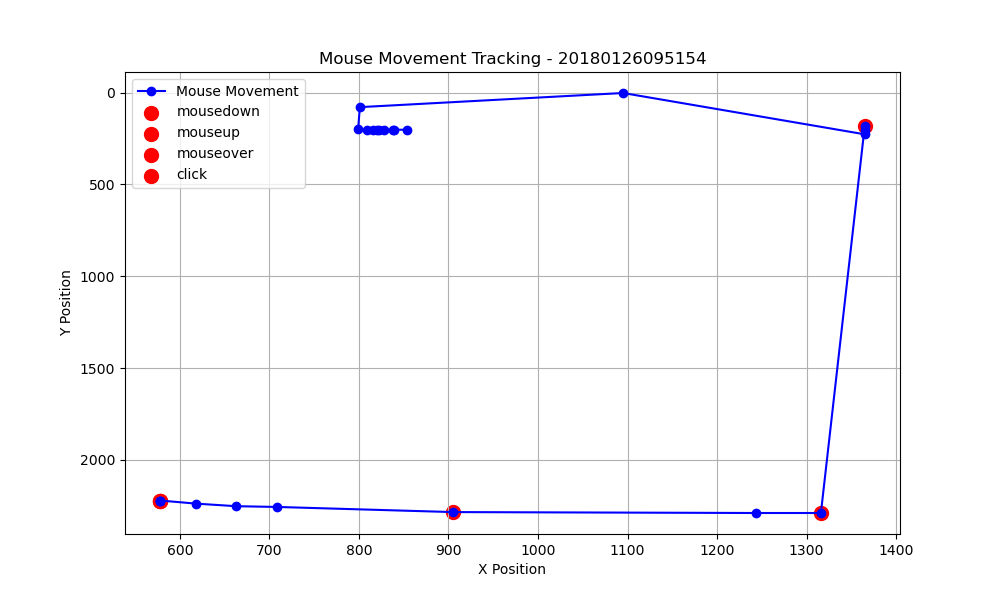 Mouse Movement Tracking - 20180126095154
Mouse Movement
mousedown
mouseup
mouseover
click
0
500
1000
1500
2000
Y Position
600 700 800 900 1000 1100 1200 1300 1400
X Position